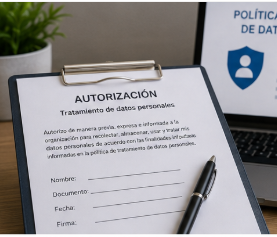 AUTORIZACIÓN
Tratamiento de datos personales
Autorizo de manera previa, expresa e informada a la
organización para recolectar, almacenar, usar y tratar mis
datos personales de acuerdo con las finalidades
informadas en la política de tratamiento de datos personales.
Nombre:
Documento:
Fecha:
Firma:
POLÍTICA
DE DAT